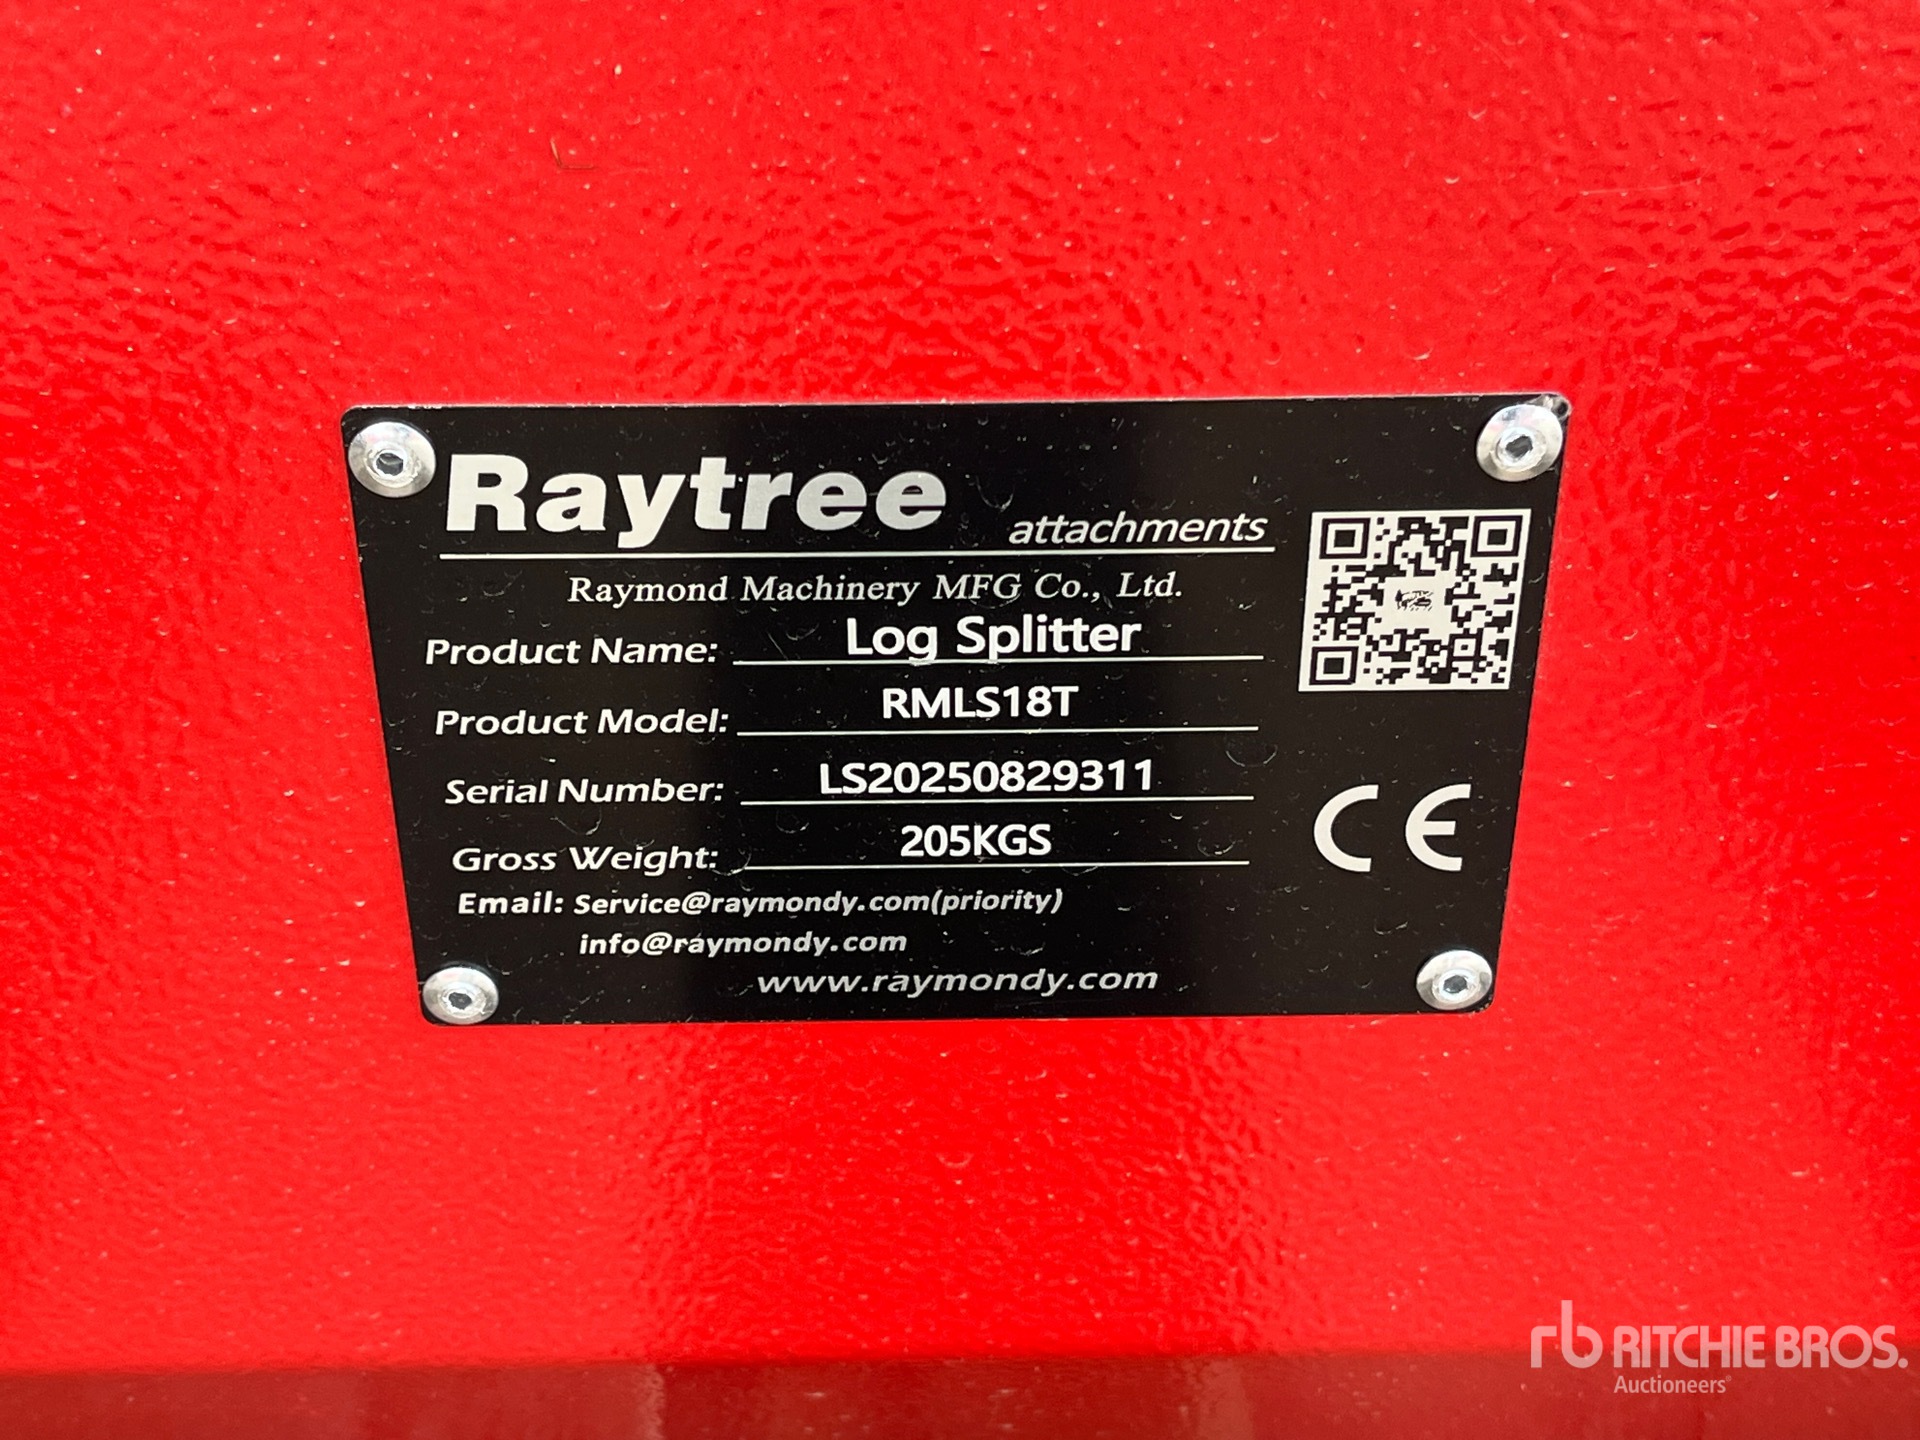 Raytree attachments
Raymond Machinery MFG Co., Ltd.
Product Name: Log Splitter
Product Model: RMLS18T
Serial Number: LS20250829311
Gross Weight: 205KGS
CE
Email: Service@raymondy.com(priority)
info@raymondy.com
www.raymondy.com
rb RITCHIE BROS.
Auctioneers